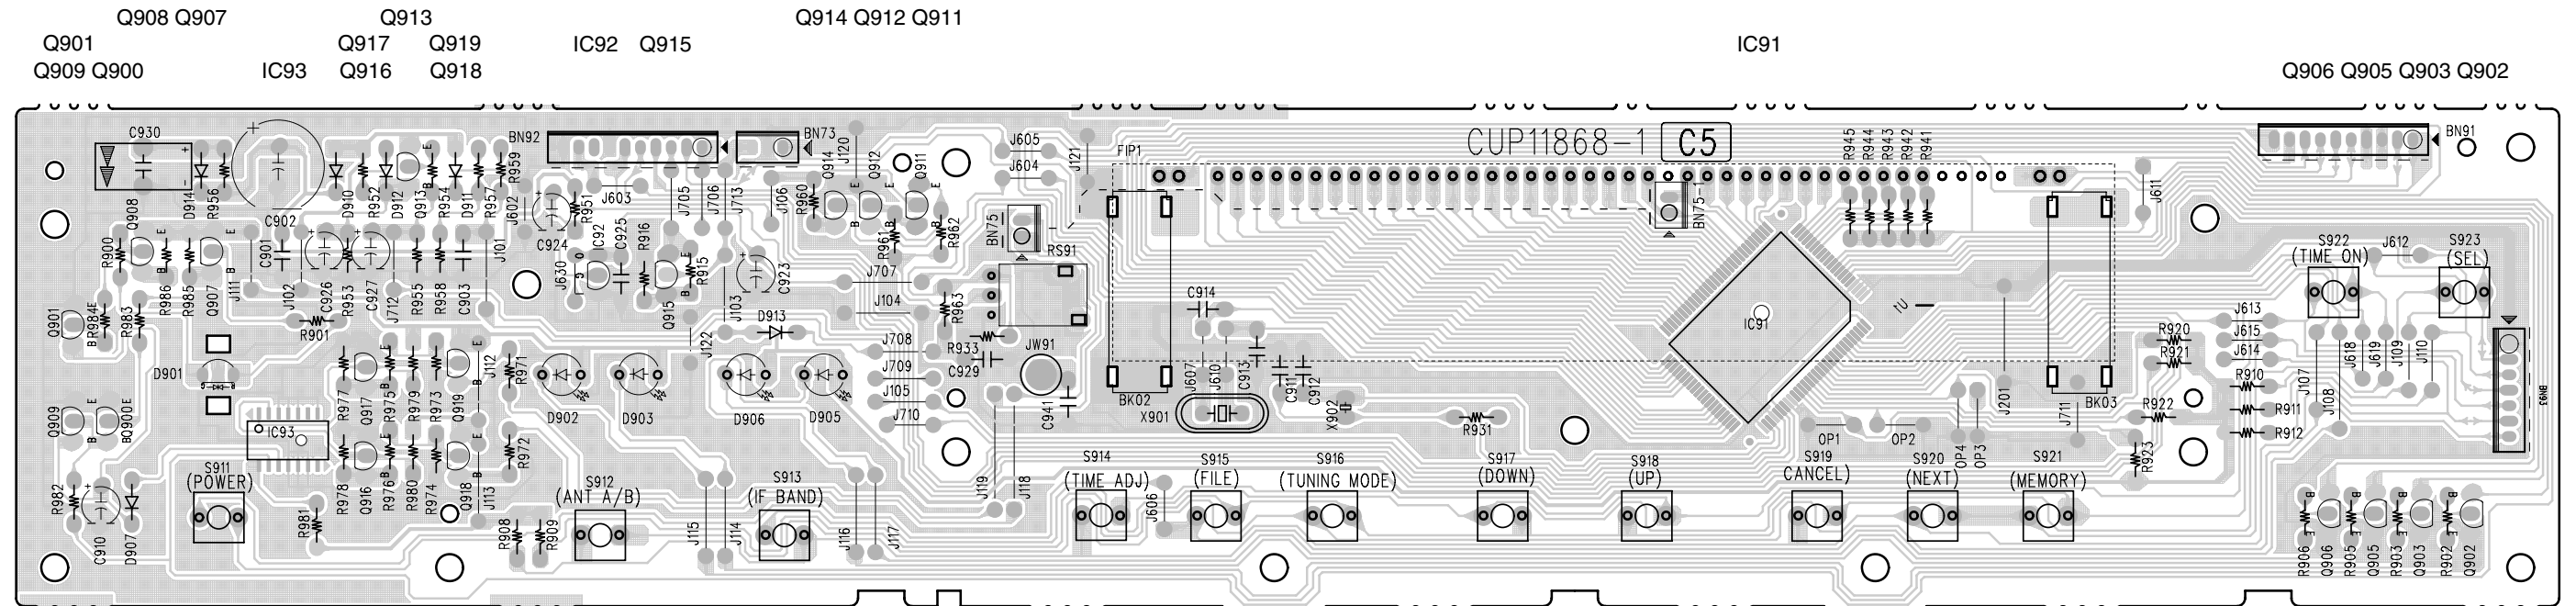 Q908 Q907
Q913
Q914 Q912 Q911
Q901
Q917
Q919
IC92 Q915
IC91
Q909 Q900
IC93
Q916
Q918
Q906 Q905 Q903 Q902
C930
BN92
BN73
BN91
CUP11868-1 C5
FIP1
J605
J604
J121
J120
Q914
Q912
Q911
R945
R944
R943
R942
R941
D914
R956
C902
D910
R952
D912
Q913
R954
D911
R957
R959
J602
R951
J603
J705
J706
J713
J106
R960
R961
R962
BN75
BN75-1
J611
Q908
R900
R986
R985
Q907
J111
C901
J102
C926
R953
C927
J712
R955
R958
C903
J101
C924
J630
IC92
C925
R916
Q915
R915
J103
C923
J707
J104
R963
RS91
S922
(TIME ON)
J612
S923
(SEL)
Q901
R984
R983
R901
J122
D913
J708
R933
C929
JW91
C914
IC91
1U
J613
J615
J614
R920
R921
D901
R977
Q917
R975
R979
R973
Q919
J112
R971
D902
D903
D906
D905
J709
J105
J710
C941
BK02
J607
J610
C913
C911
C912
X901
X902
R931
OP1
OP2
OP4
OP3
J201
J711
BK03
R922
R923
R910
R911
R912
J107
J108
J618
J619
J109
J110
BN93
Q909
Q900
IC93
S911
(POWER)
R982
C910
D907
R981
R978
Q916
R976
R980
R974
Q918
J113
R972
R908
R909
S912
(ANT A/B)
J115
J114
S913
(IF BAND)
J116
J117
J119
J118
S914
(TIME ADJ)
J606
S915
(FILE)
S916
(TUNING MODE)
S917
(DOWN)
S918
(UP)
S919
CANCEL)
S920
(NEXT)
S921
(MEMORY)
R906
Q906
R905
Q905
R903
Q903
R902
Q902